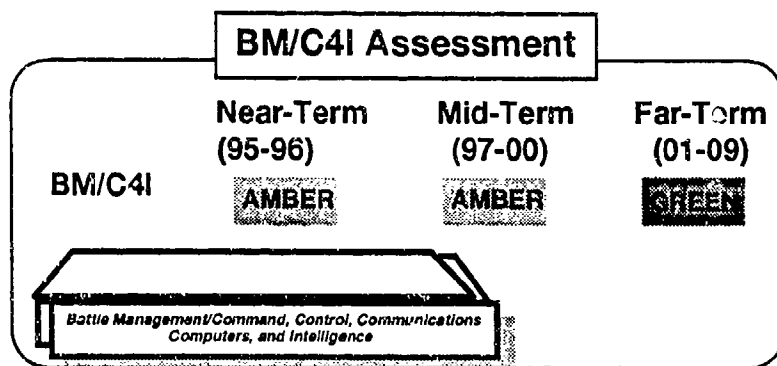 BM/C4I Assessment
Near-Term Mid-Term Far-Term
(95-96) (97-00) (01-09)
BM/C4I AMBER AMBER GREEN
Battle Management/Command, Control, Communications
Computers, and Intelligence